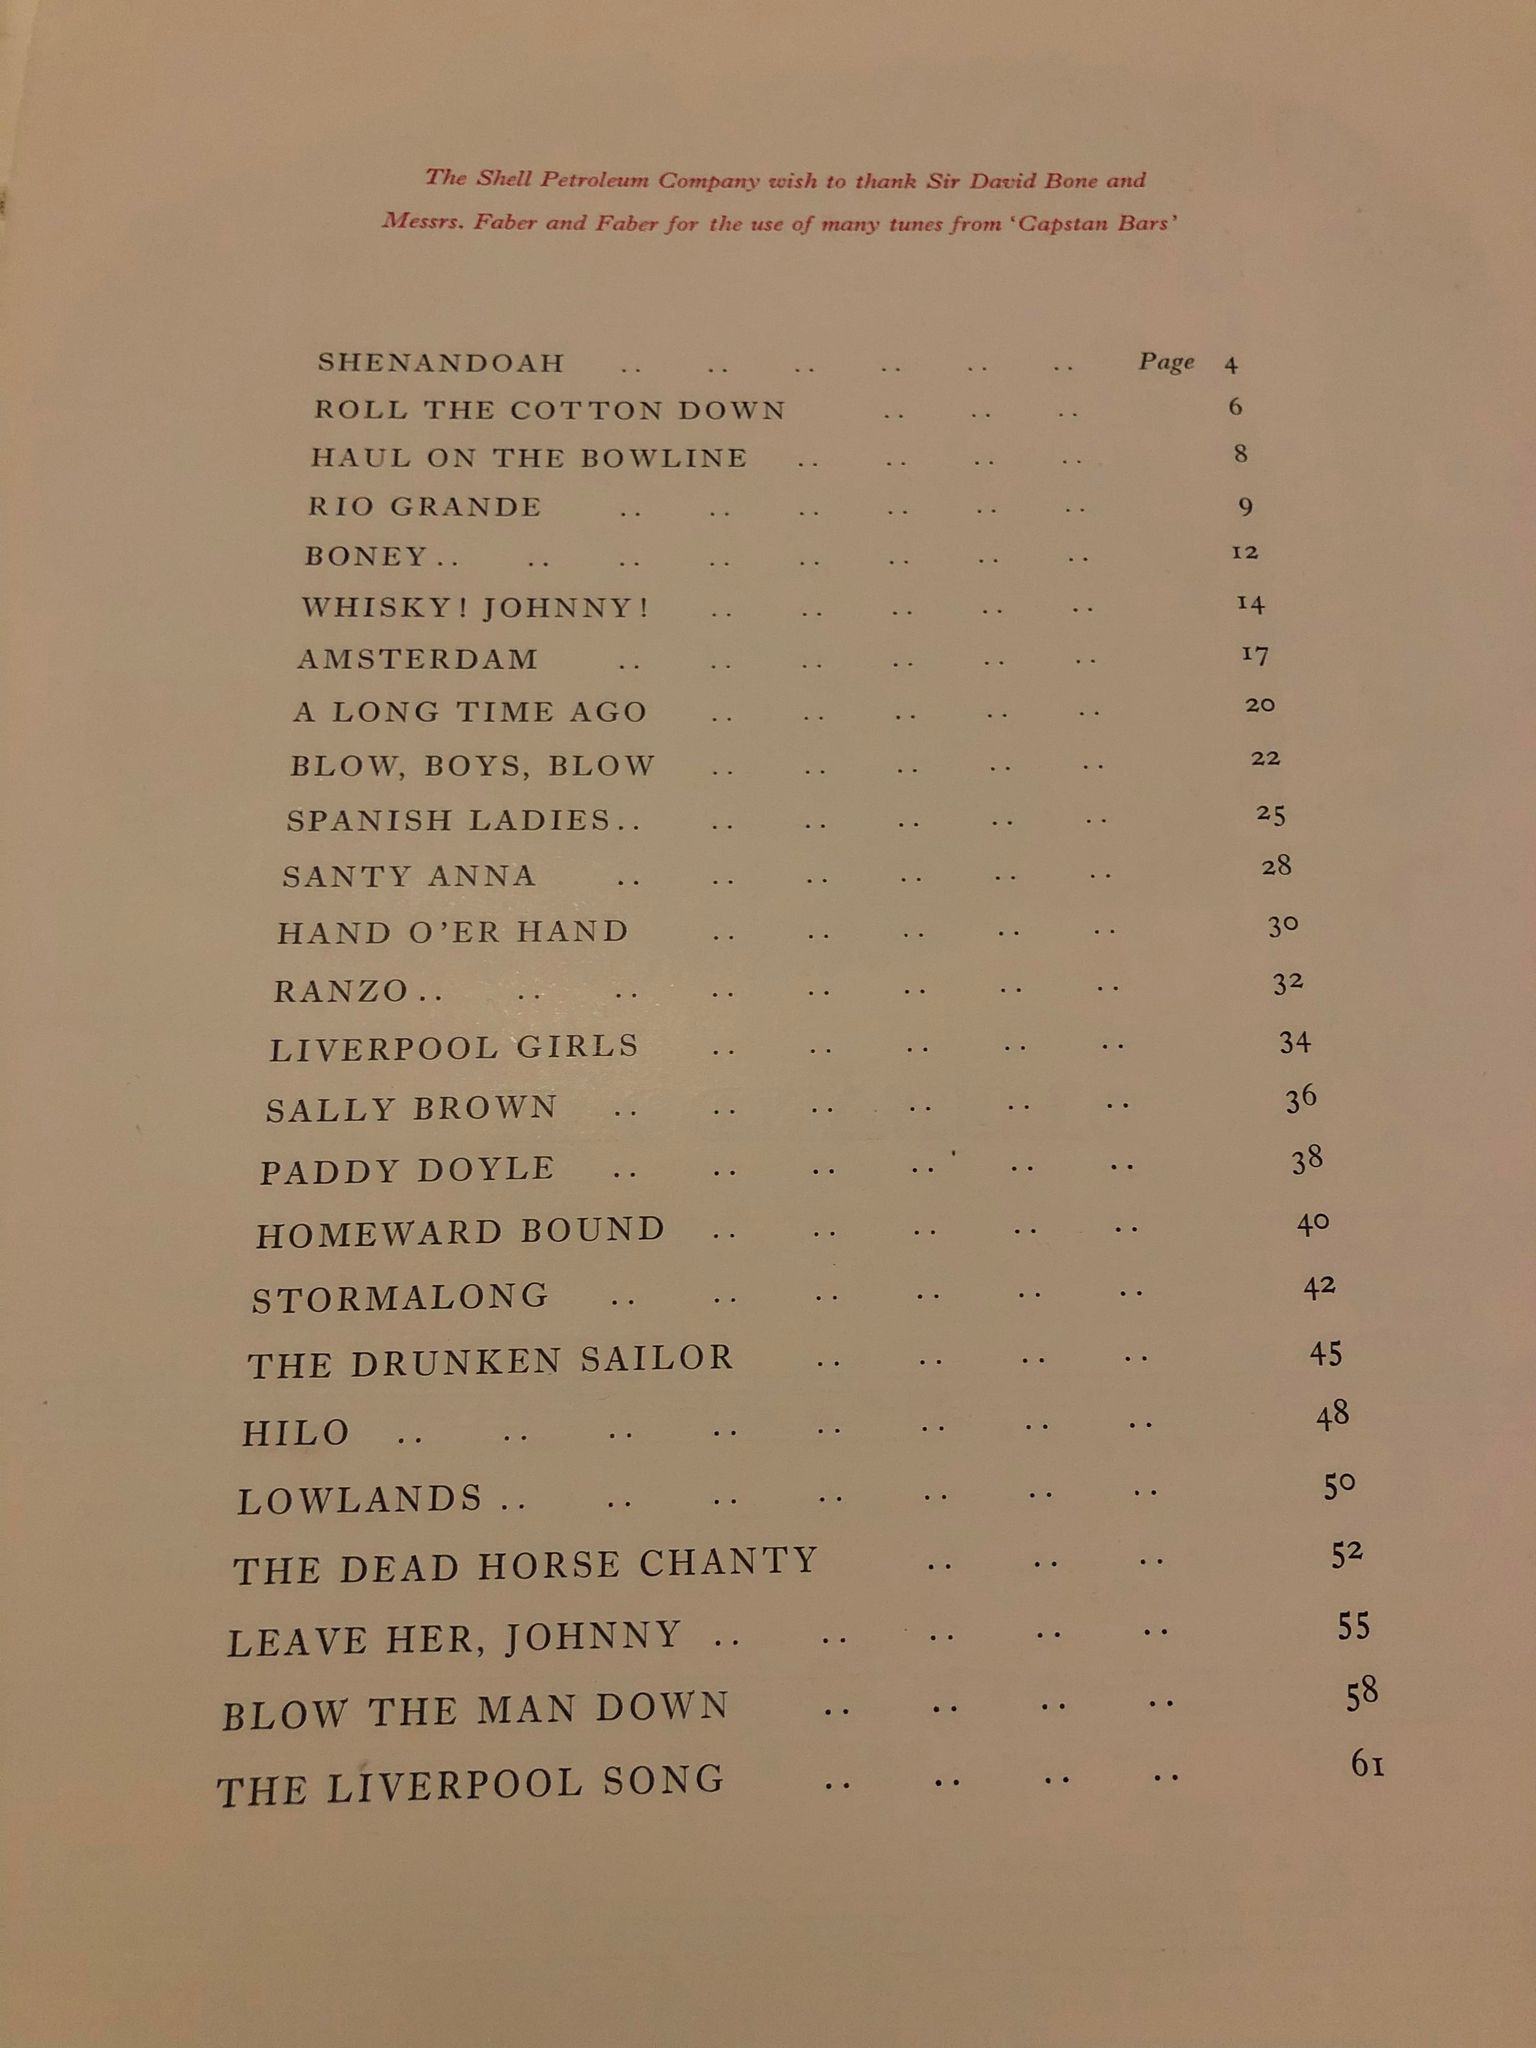 The Shell Petroleum Company wish to thank Sir David Bone and
Messrs. Faber and Faber for the use of many tunes from 'Capstan Bars'
SHENANDOAH .. .. .. .. .. .. Page 4
ROLL THE COTTON DOWN .. .. .. 6
HAUL ON THE BOWLINE .. .. .. .. 8
RIO GRANDE .. .. .. .. .. .. 9
BONEY .. .. .. .. .. .. .. .. 12
WHISKY! JOHNNY! .. .. .. .. .. 14
AMSTERDAM .. .. .. .. .. .. 17
A LONG TIME AGO .. .. .. .. .. 20
BLOW, BOYS, BLOW .. .. .. .. .. 22
SPANISH LADIES .. .. .. .. .. .. 25
SANTY ANNA .. .. .. .. .. .. 28
HAND O'ER HAND .. .. .. .. .. 30
RANZO .. .. .. .. .. .. .. .. 32
LIVERPOOL GIRLS .. .. .. .. .. 34
SALLY BROWN .. .. .. .. .. .. 36
PADDY DOYLE .. .. .. .. .. .. 38
HOMEWARD BOUND .. .. .. .. .. 40
STORMALONG .. .. .. .. .. .. 42
THE DRUNKEN SAILOR .. .. .. .. 45
HILO .. .. .. .. .. .. .. .. 48
LOWLANDS .. .. .. .. .. .. .. 50
THE DEAD HORSE CHANTY .. .. .. 52
LEAVE HER, JOHNNY .. .. .. .. .. 55
BLOW THE MAN DOWN .. .. .. .. 58
THE LIVERPOOL SONG .. .. .. .. 61